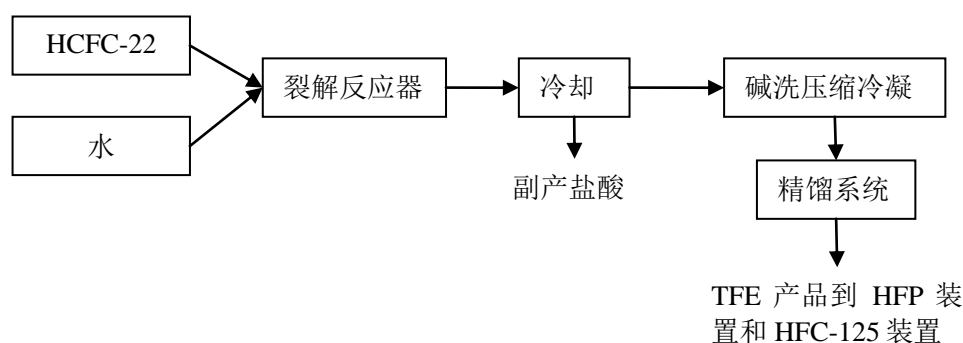 HCFC-22
水
裂解反应器
冷却
碱洗压缩冷凝
副产盐酸
精馏系统
TFE 产品到 HFP 装
置和 HFC-125 装置